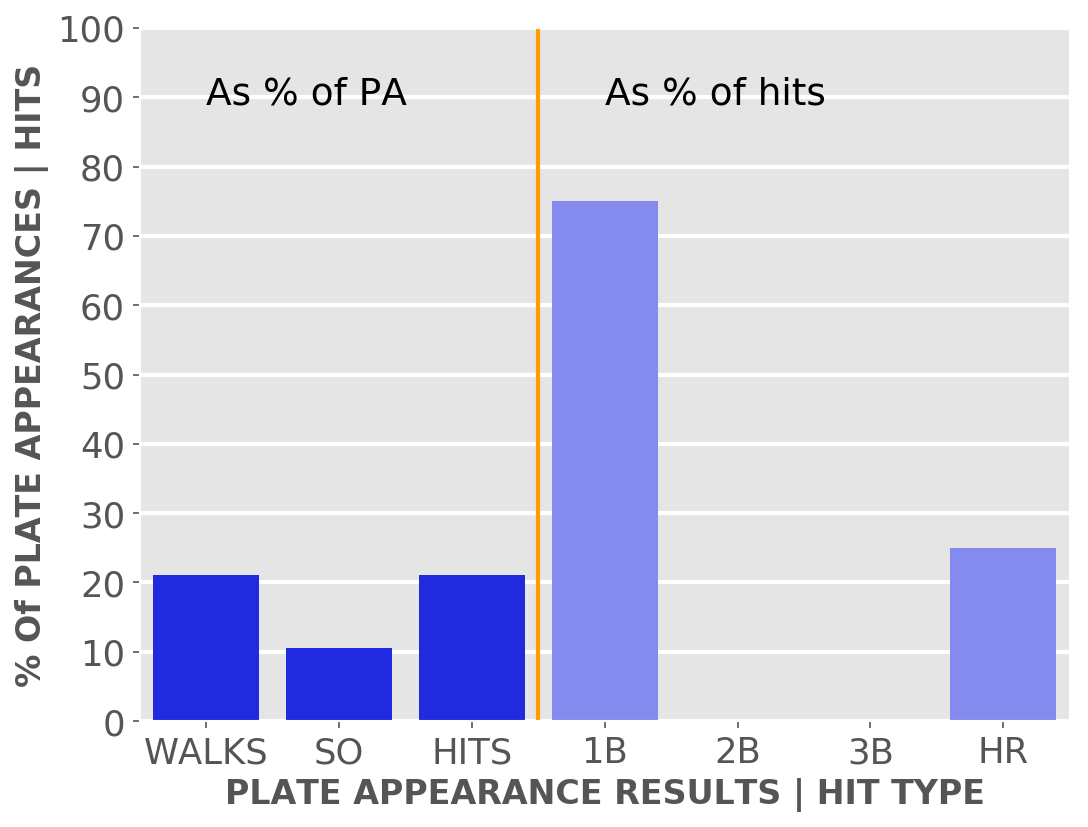 % Of PLATE APPEARANCES | HITS
100
90
80
70
60
50
40
30
20
10
0
As % of PA
As % of hits
WALKS SO HITS 1B 2B 3B HR
PLATE APPEARANCE RESULTS | HIT TYPE